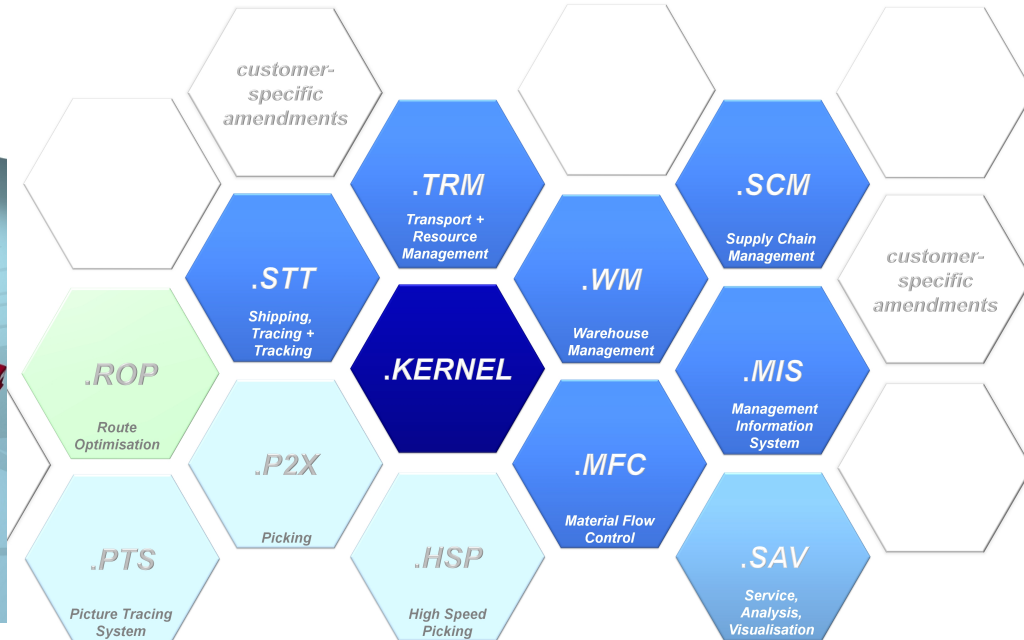 customer-
specific
amendments
.TRM
Transport +
Resource
Management
.SCM
Supply Chain
Management
.STT
Shipping,
Tracing +
Tracking
.WM
Warehouse
Management
customer-
specific
amendments
.ROP
Route
Optimisation
.KERNEL
.MIS
Management
Information
System
.P2X
Picking
.MFC
Material Flow
Control
.PTS
Picture Tracing
System
.HSP
High Speed
Picking
.SAV
Service,
Analysis,
Visualisation